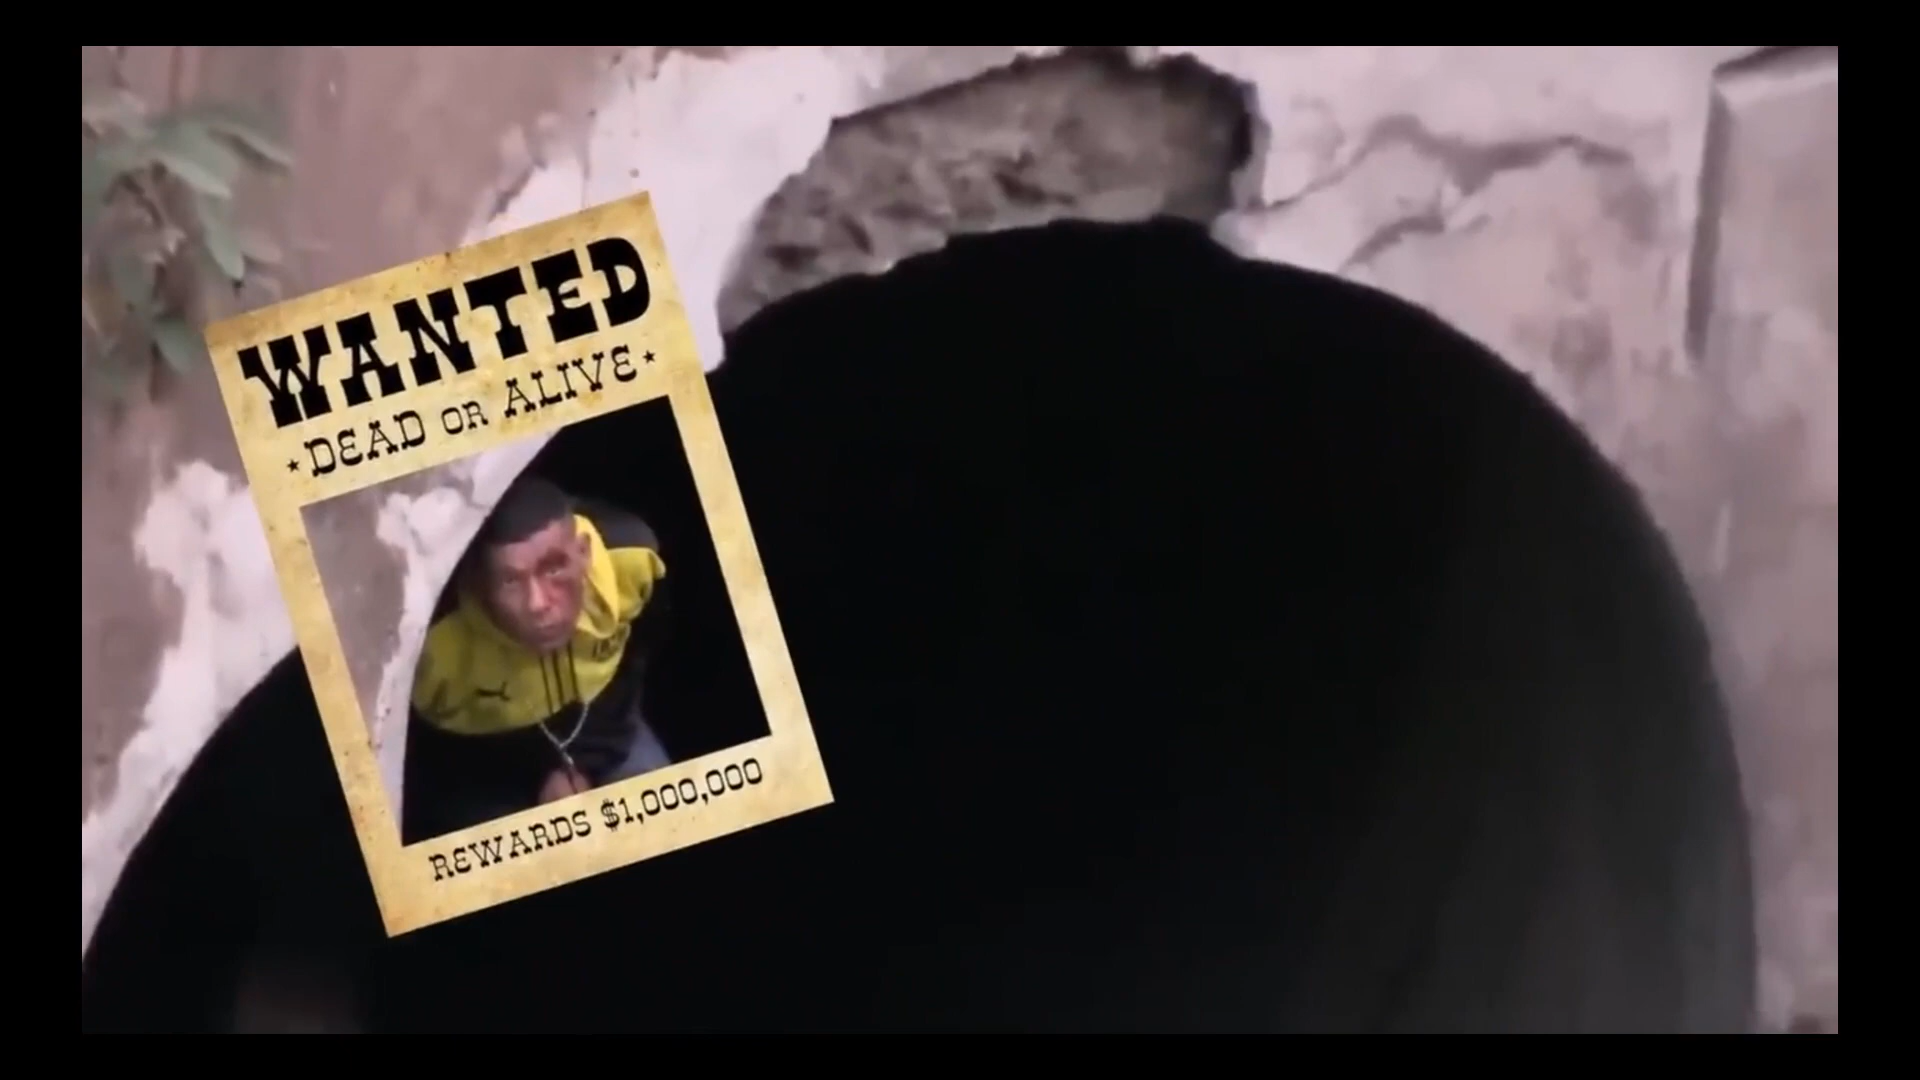 WANTED
★DEAD OR ALIVE★
REWARDS $1,000,000